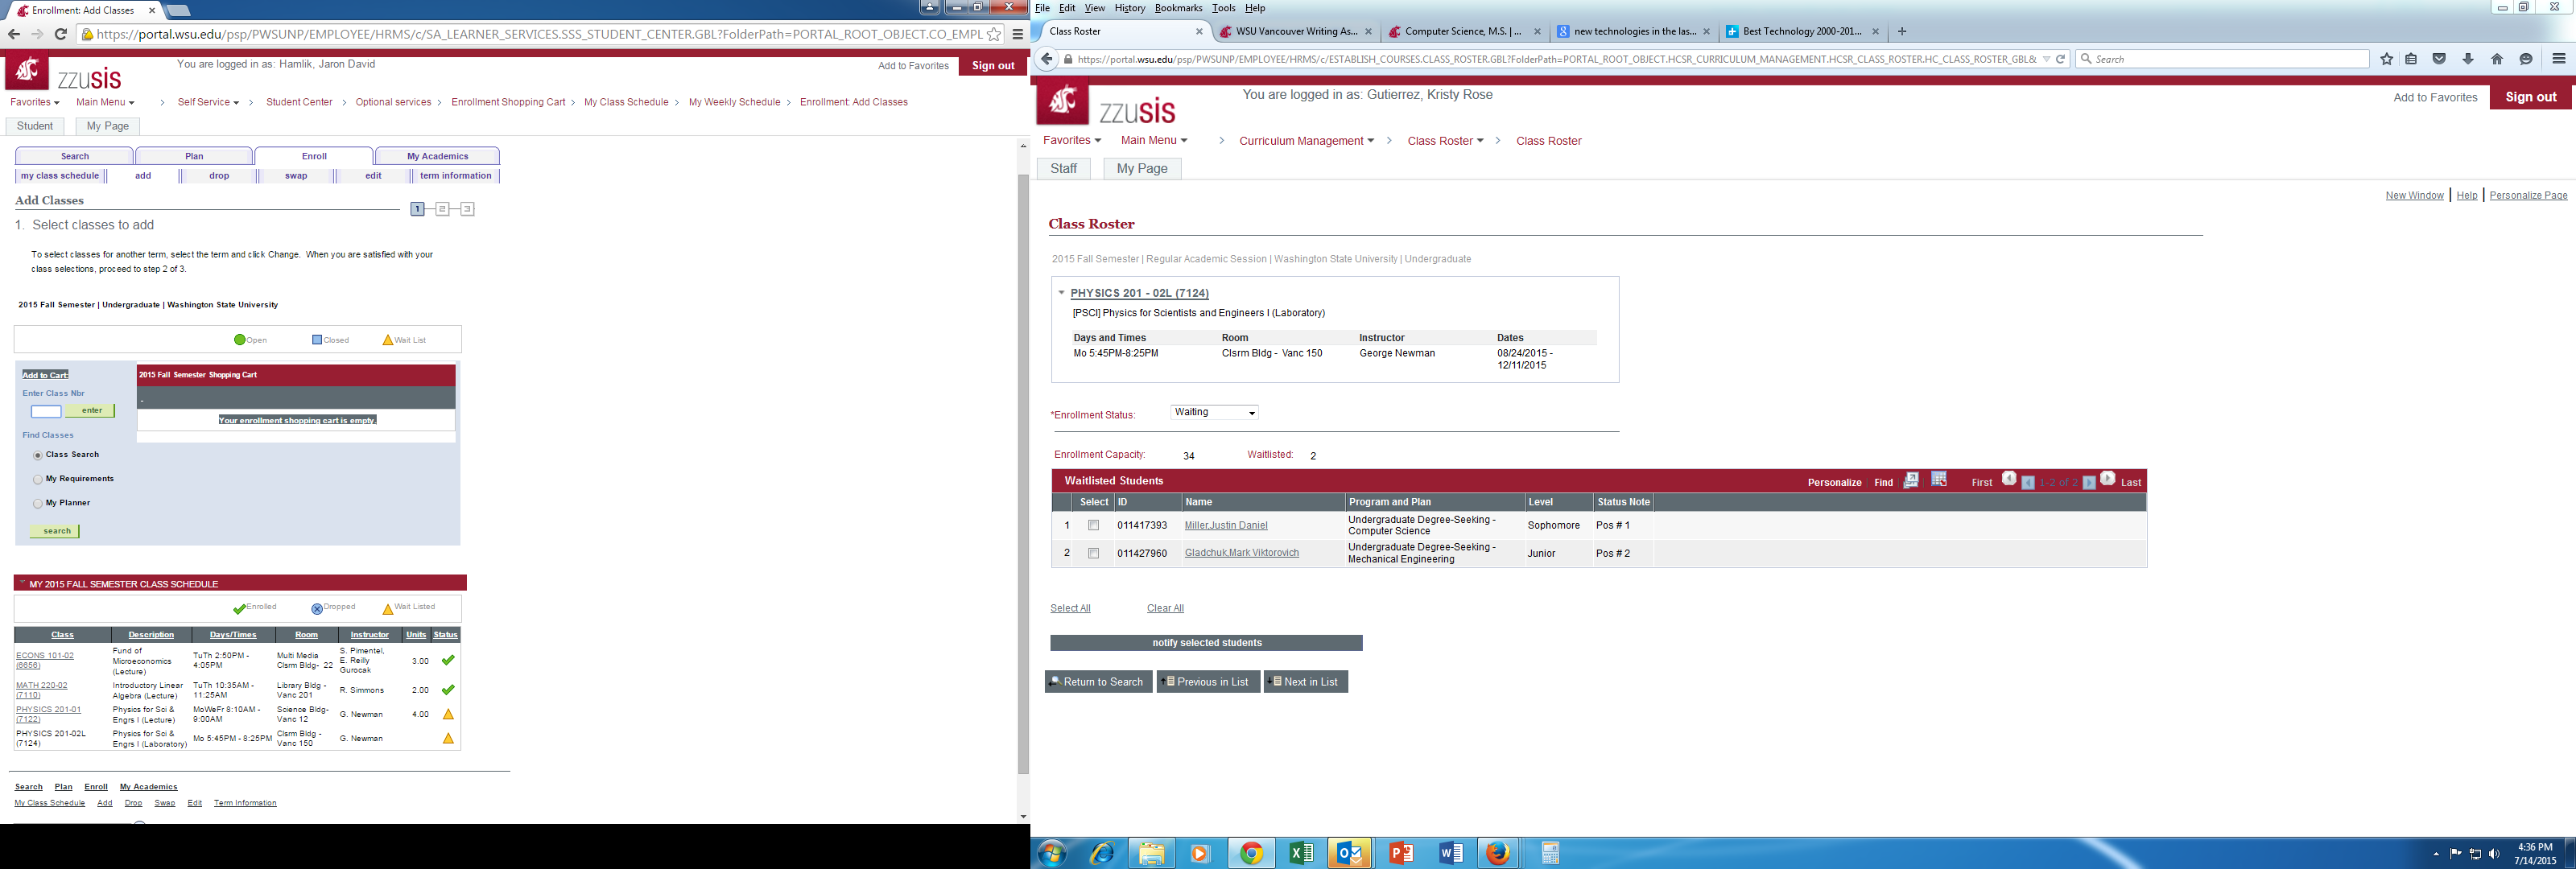 Enrollment: Add Classes
https://portal.wsu.edu/psp/PWSUNP/EMPLOYEE/HRMS/c/SA_LEARNER_SERVICES.SSS_STUDENT_CENTER.GBL?FolderPath=PORTAL_ROOT_OBJECT.CO_EMPL
zzusis
You are logged in as: Hamlik, Jaron David
Add to Favorites
Sign out
Favorites Main Menu > Self Service > Student Center > Optional services > Enrollment Shopping Cart > My Class Schedule > My Weekly Schedule > Enrollment: Add Classes
Student My Page
Search Plan Enroll My Academics
my class schedule add drop swap edit term information
Add Classes
1 2 3
1. Select classes to add
To select classes for another term, select the term and click Change. When you are satisfied with your
class selections, proceed to step 2 of 3.
2015 Fall Semester | Undergraduate | Washington State University
Open Closed Wait List
Add to Cart:
2015 Fall Semester Shopping Cart
Enter Class Nbr
enter
Your enrollment shopping cart is empty.
Find Classes
Class Search
My Requirements
My Planner
search
MY 2015 FALL SEMESTER CLASS SCHEDULE
Enrolled Dropped Wait Listed
Class Description Days/Times Room Instructor Units Status
ECONS 101-02 (6656) Fund of Microeconomics (Lecture) TuTh 2:50PM - 4:05PM Multi Media Clsrm Bldg- 22 S. Pimentel, E. Reilly Gurocak 3.00
MATH 220-02 (7110) Introductory Linear Algebra (Lecture) TuTh 10:35AM - 11:25AM Library Bldg - Vanc 201 R. Simmons 2.00
PHYSICS 201-01 (7122) Physics for Sci & Engrs I (Lecture) MoWeFr 8:10AM - 9:00AM Science Bldg- Vanc 12 G. Newman 4.00
PHYSICS 201-02L (7124) Physics for Sci & Engrs I (Laboratory) Mo 5:45PM - 8:25PM Clsrm Bldg - Vanc 150 G. Newman
Search Plan Enroll My Academics
My Class Schedule Add Drop Swap Edit Term Information
File Edit View History Bookmarks Tools Help
Class Roster
WSU Vancouver Writing As...
Computer Science, M.S. | ...
new technologies in the las...
Best Technology 2000-201...
https://portal.wsu.edu/psp/PWSUNP/EMPLOYEE/HRMS/c/ESTABLISH_COURSES.CLASS_ROSTER.GBL?FolderPath=PORTAL_ROOT_OBJECT.HCSR_CURRICULUM_MANAGEMENT.HCSR_CLASS_ROSTER.HC_CLASS_ROSTER_GBL&
Search
zzusis
You are logged in as: Gutierrez, Kristy Rose
Add to Favorites
Sign out
Favorites Main Menu > Curriculum Management > Class Roster > Class Roster
Staff My Page
New Window | Help | Personalize Page
Class Roster
2015 Fall Semester | Regular Academic Session | Washington State University | Undergraduate
PHYSICS 201 - 02L (7124)
[PSCI] Physics for Scientists and Engineers I (Laboratory)
Days and Times Room Instructor Dates
Mo 5:45PM-8:25PM Clsrm Bldg - Vanc 150 George Newman 08/24/2015 -
12/11/2015
*Enrollment Status: Waiting
Enrollment Capacity: 34 Waitlisted: 2
Waitlisted Students Personalize Find First 1-2 of 2 Last
Select ID Name Program and Plan Level Status Note
1 011417393 Miller,Justin Daniel Undergraduate Degree-Seeking - Computer Science Sophomore Pos # 1
2 011427960 Gladchuk,Mark Viktorovich Undergraduate Degree-Seeking - Mechanical Engineering Junior Pos # 2
Select All Clear All
notify selected students
Return to Search Previous in List Next in List
4:36 PM
7/14/2015